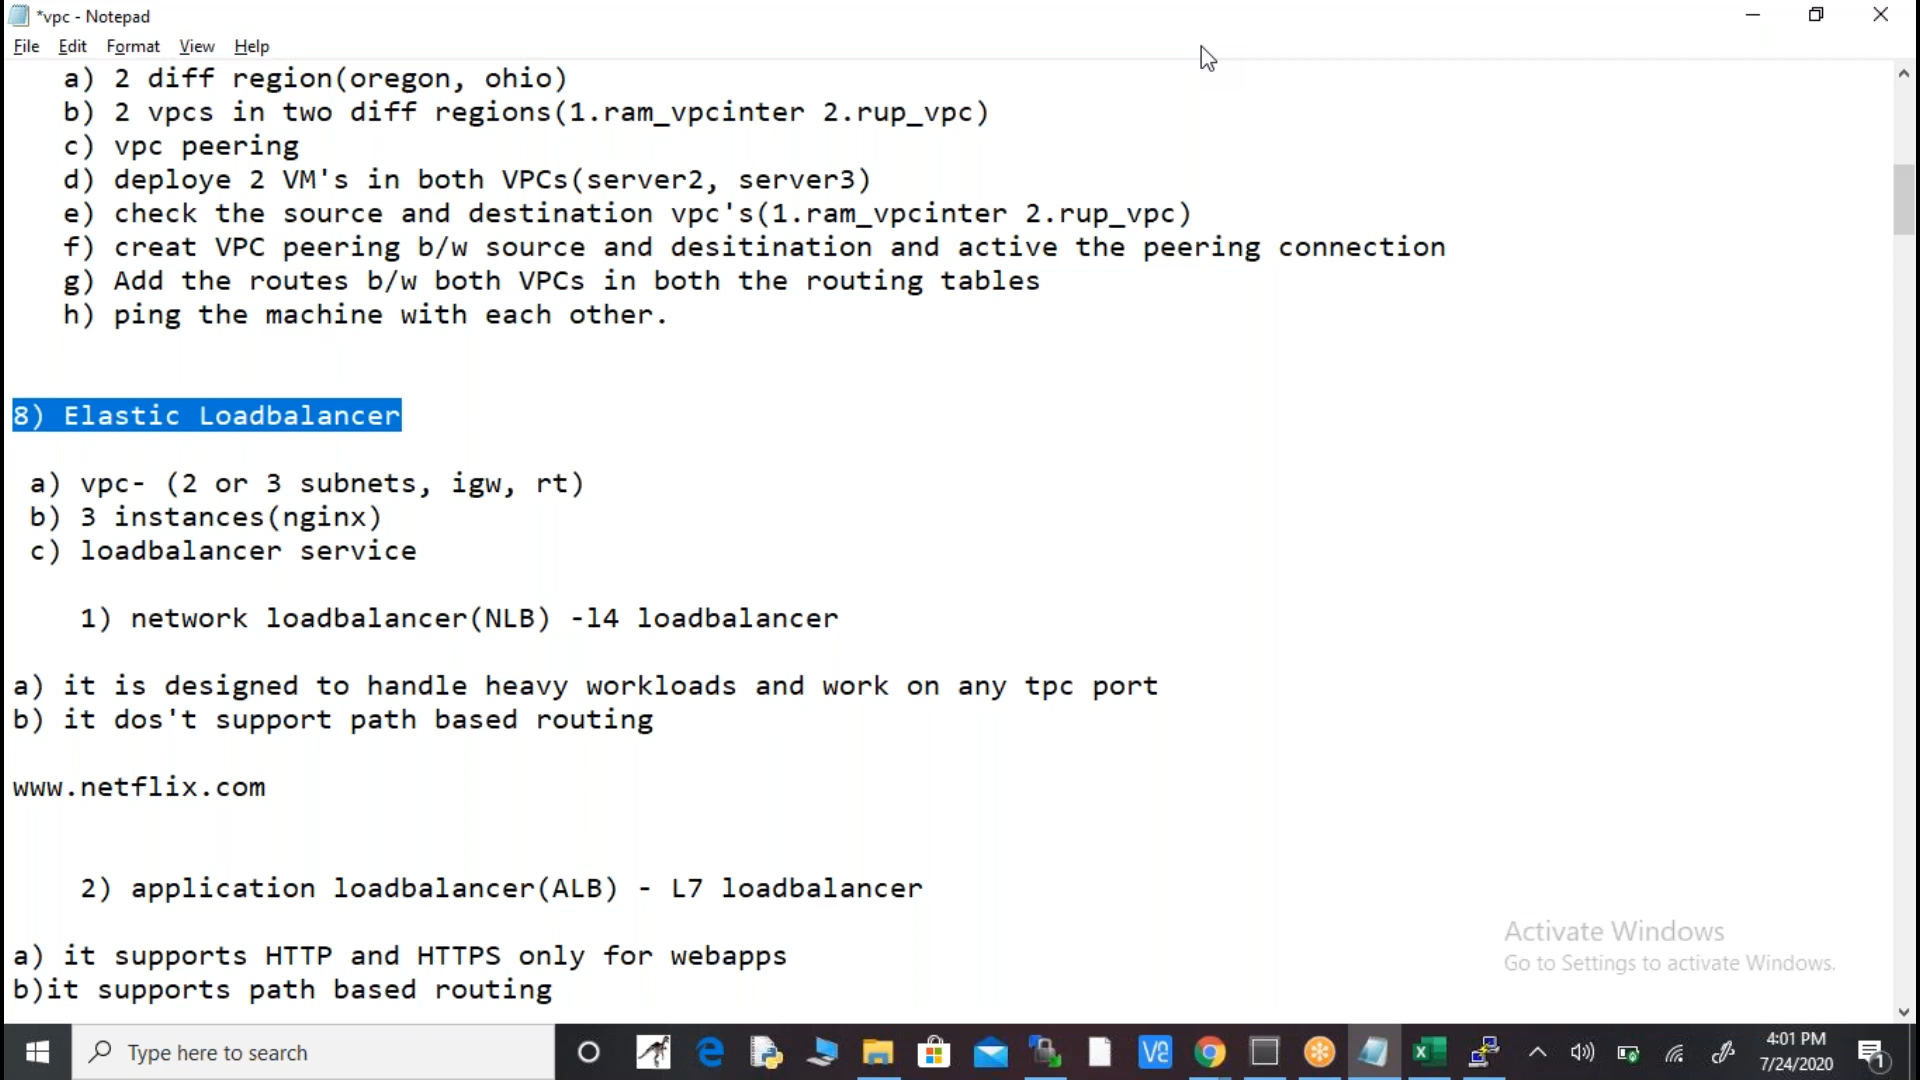 *vpc - Notepad
File Edit Format View Help
a) 2 diff region(oregon, ohio)
b) 2 vpcs in two diff regions(1.ram_vpcinter 2.rup_vpc)
c) vpc peering
d) deploye 2 VM's in both VPCs(server2, server3)
e) check the source and destination vpc's(1.ram_vpcinter 2.rup_vpc)
f) creat VPC peering b/w source and desitination and active the peering connection
g) Add the routes b/w both VPCs in both the routing tables
h) ping the machine with each other.
8) Elastic Loadbalancer
a) vpc- (2 or 3 subnets, igw, rt)
b) 3 instances(nginx)
c) loadbalancer service
1) network loadbalancer(NLB) -l4 loadbalancer
a) it is designed to handle heavy workloads and work on any tpc port
b) it dos't support path based routing
www.netflix.com
2) application loadbalancer(ALB) - L7 loadbalancer
a) it supports HTTP and HTTPS only for webapps
b)it supports path based routing
Activate Windows
Go to Settings to activate Windows.
Type here to search
4:01 PM
7/24/2020
1